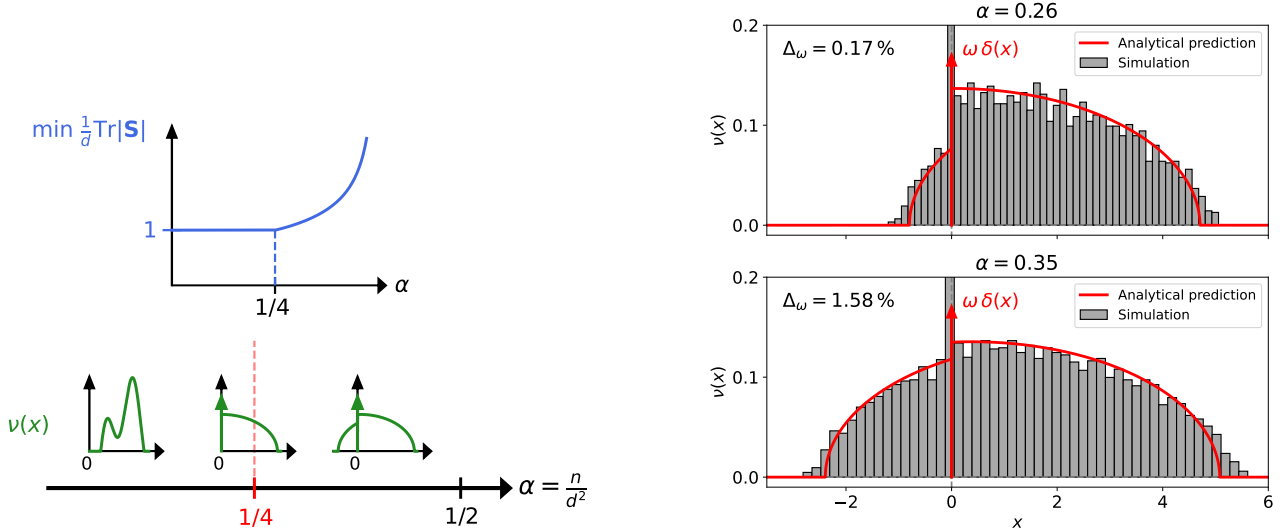 min 1/d Tr|S|
1
α
1/4
ν(x)
0
0
0
α = n/d²
1/4
1/2
α = 0.26
Δω = 0.17 %
ω δ(x)
Analytical prediction
Simulation
0.2
0.1
0.0
ν(x)
α = 0.35
Δω = 1.58 %
ω δ(x)
Analytical prediction
Simulation
0.2
0.1
0.0
ν(x)
−2 0 2 4 6
x